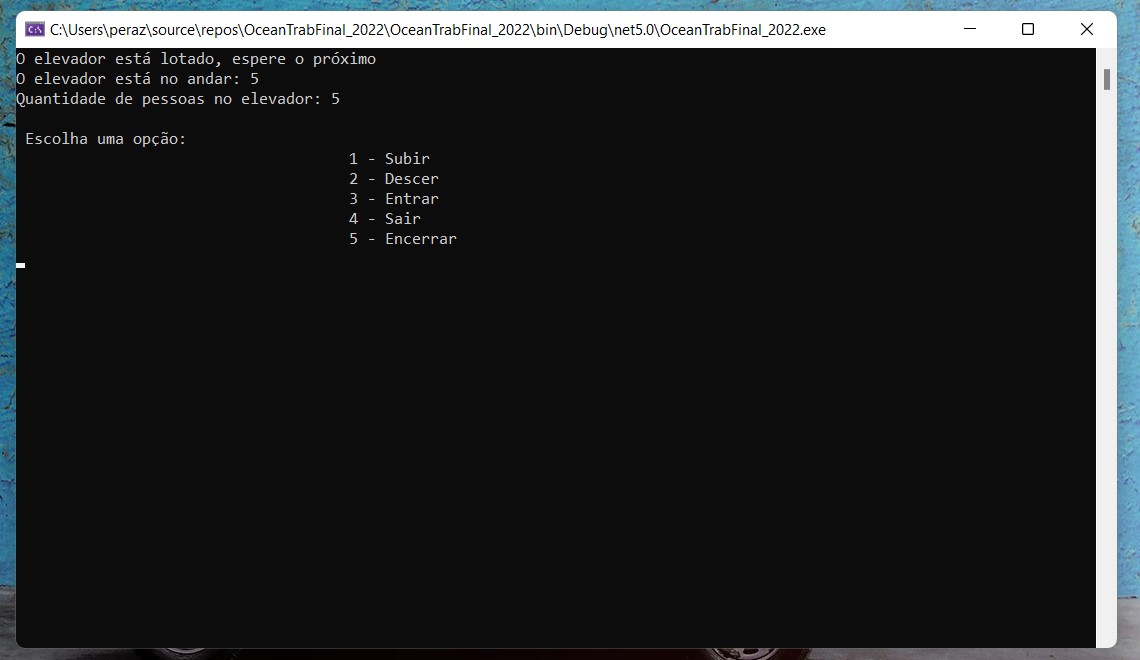 C:\Users\peraz\source\repos\OceanTrabFinal_2022\OceanTrabFinal_2022\bin\Debug\net5.0\OceanTrabFinal_2022.exe
O elevador está lotado, espere o próximo
O elevador está no andar: 5
Quantidade de pessoas no elevador: 5
Escolha uma opção:
1 - Subir
2 - Descer
3 - Entrar
4 - Sair
5 - Encerrar